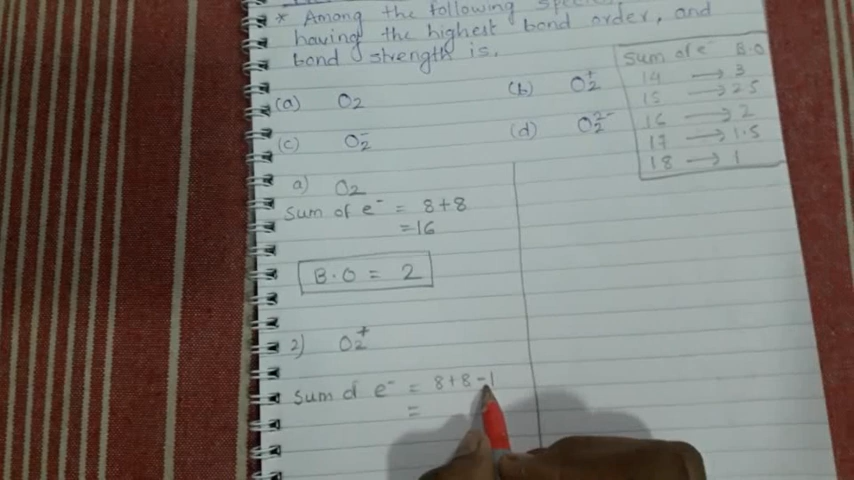 * Among the following
having the highest bond order, and
bond strength is.
(a) O₂ (b) O₂⁺
(c) O₂⁻ (d) O₂²⁻
Sum of e⁻ B.O
14 → 3
15 → 2.5
16 → 2
17 → 1.5
18 → 1
a) O₂
Sum of e⁻ = 8+8
=16
B.O = 2
2) O₂⁺
Sum of e⁻ = 8+8-1
=